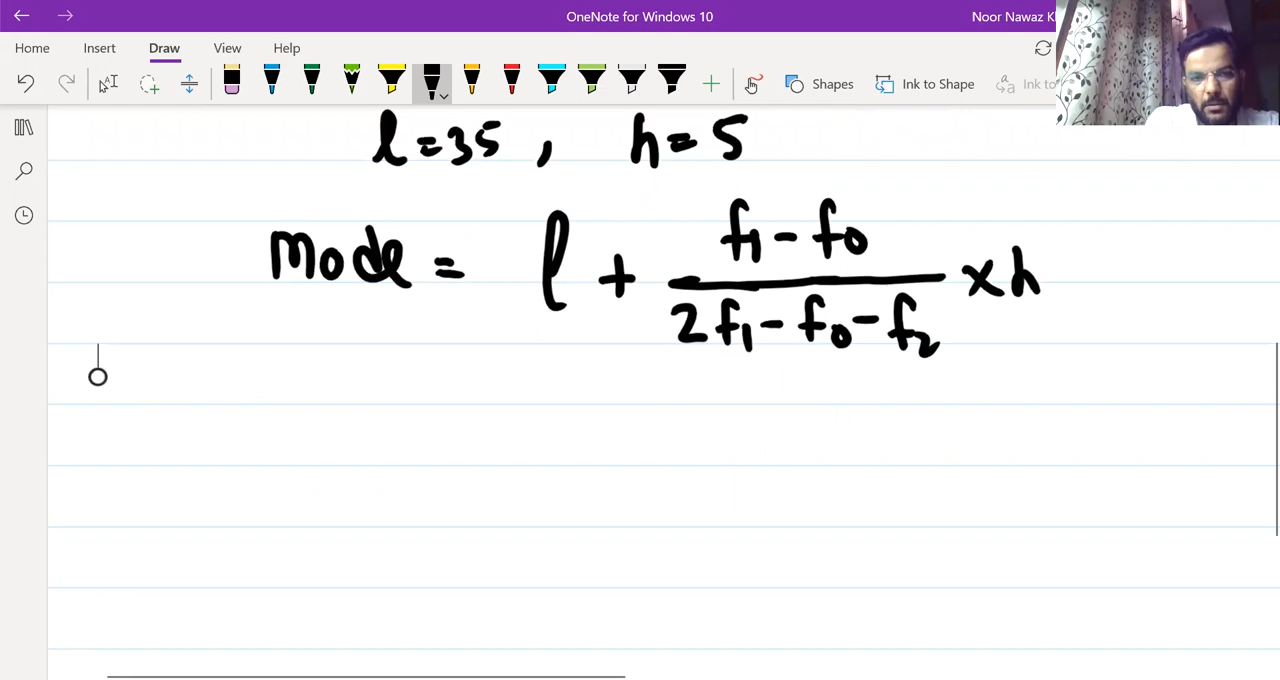 OneNote for Windows 10
Noor Nawaz
Home Insert Draw View Help
Shapes Ink to Shape Ink to
l = 35 , h = 5
Mode = l + f₁ - f₀ / 2f₁ - f₀ - f₂ × h